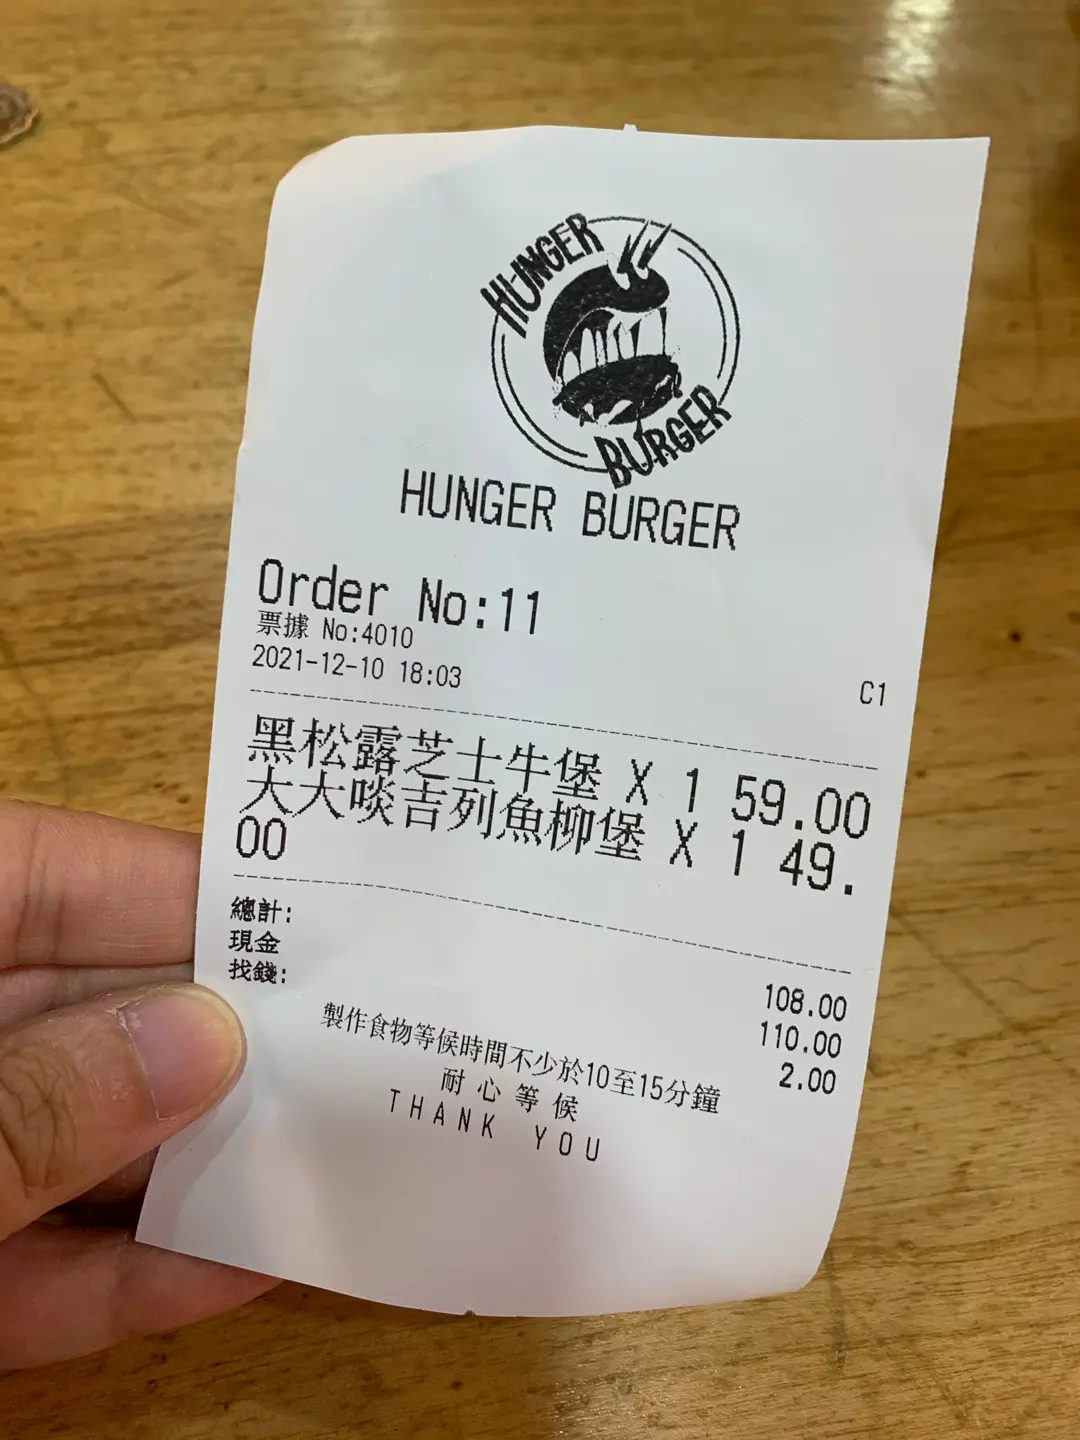 HUNGER
BURGER
HUNGER BURGER
Order No:11
票據 No:4010
2021-12-10 18:03
C1
黑松露芝士牛堡 X 1 59.00
大大啖吉列魚柳堡 X 1 49.
00
總計: 108.00
現金 110.00
找錢: 2.00
製作食物等候時間不少於10至15分鐘
耐心等候
THANK YOU